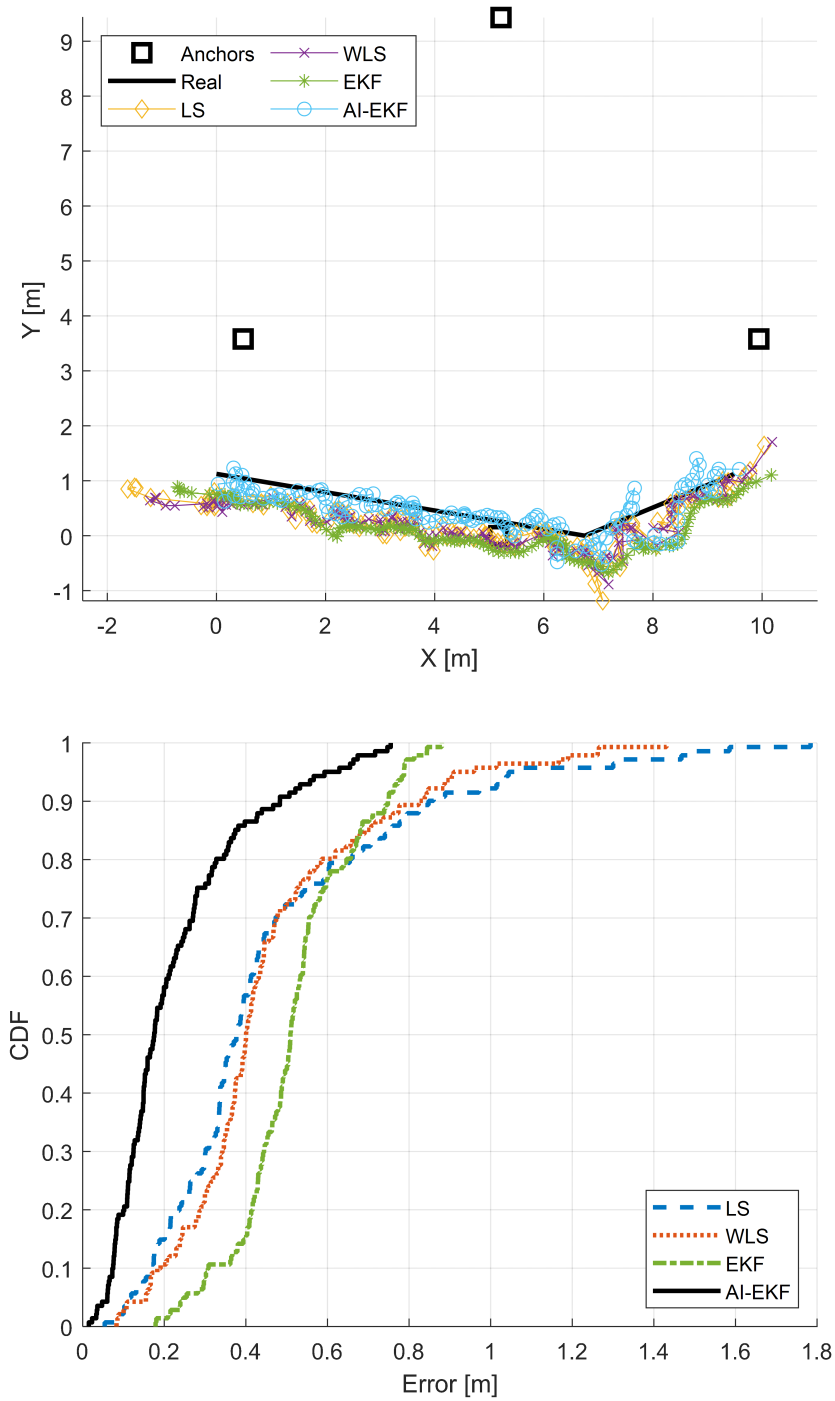 9
8
7
6
5
4
3
2
1
0
-1
Y [m]
Anchors
Real
LS
WLS
EKF
AI-EKF
-2 0 2 4 6 8 10
X [m]
1
0.9
0.8
0.7
0.6
0.5
0.4
0.3
0.2
0.1
0
CDF
LS
WLS
EKF
AI-EKF
0 0.2 0.4 0.6 0.8 1 1.2 1.4 1.6 1.8
Error [m]